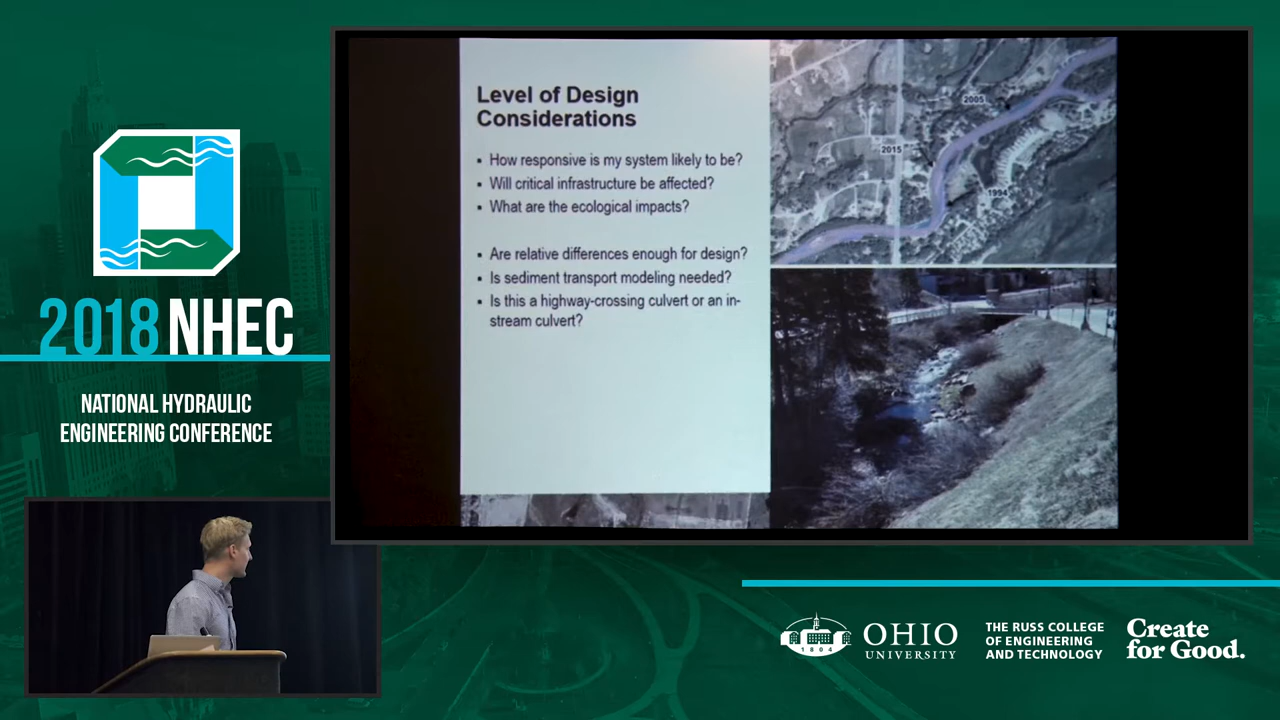 Level of Design
Considerations
▪ How responsive is my system likely to be?
▪ Will critical infrastructure be affected?
▪ What are the ecological impacts?
▪ Are relative differences enough for design?
▪ Is sediment transport modeling needed?
▪ Is this a highway-crossing culvert or an in-
stream culvert?
2005
2015
1994
2018 NHEC
NATIONAL HYDRAULIC
ENGINEERING CONFERENCE
1804
OHIO
UNIVERSITY
THE RUSS COLLEGE
OF ENGINEERING
AND TECHNOLOGY
Create
for Good.